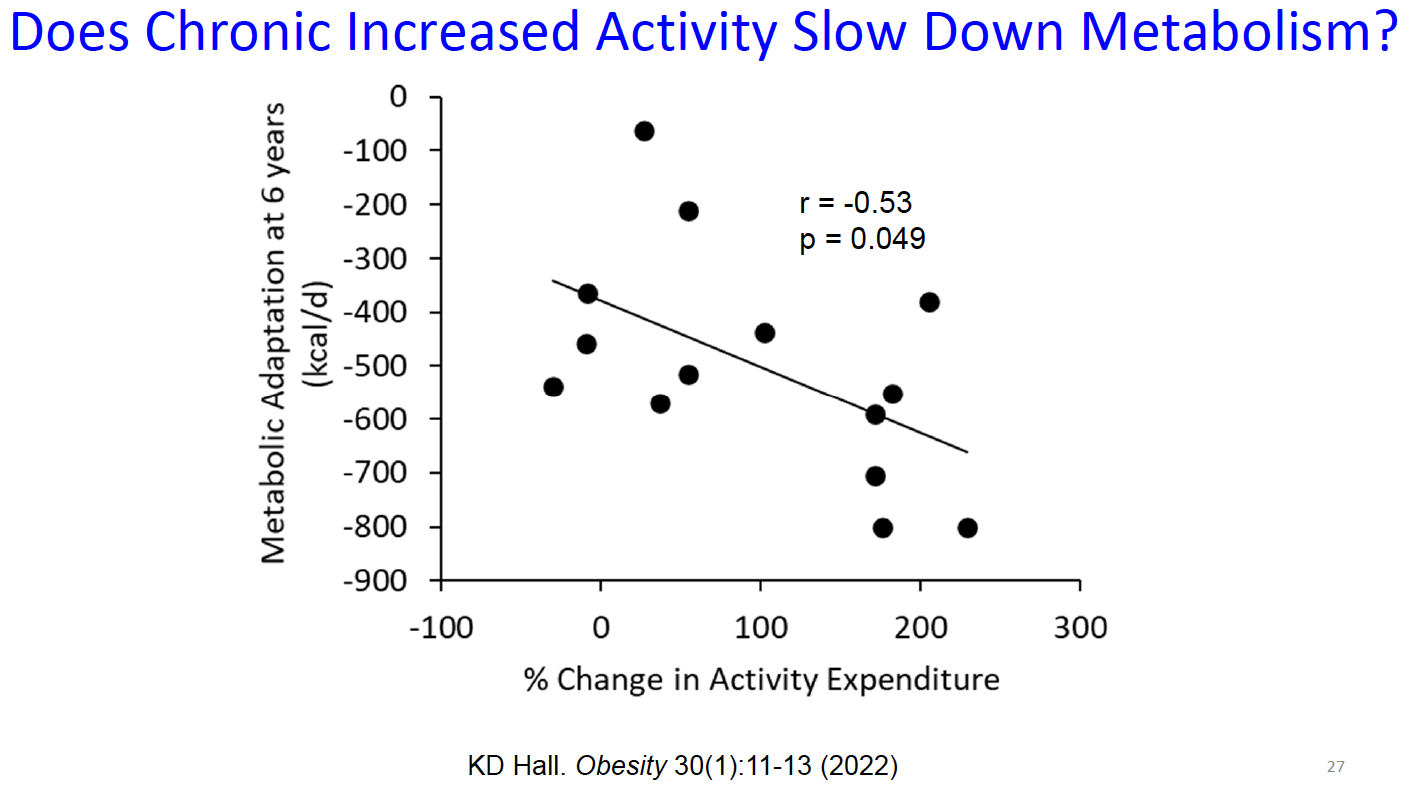 Does Chronic Increased Activity Slow Down Metabolism?
Metabolic Adaptation at 6 years
(kcal/d)
0
-100
-200
-300
-400
-500
-600
-700
-800
-900
r = -0.53
p = 0.049
-100 0 100 200 300
% Change in Activity Expenditure
KD Hall. Obesity 30(1):11-13 (2022)
27